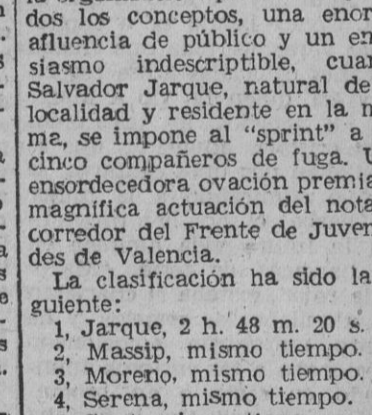 dos los conceptos, una enor
afluencia de público y un en
siasmo indescriptible, cuan
Salvador Jarque, natural de
localidad y residente en la m
ma, se impone al "sprint" a
cinco compañeros de fuga. U
ensordecedora ovación premia
magnífica actuación del nota
corredor del Frente de Juven
des de Valencia.
La clasificación ha sido la
guiente:
1, Jarque, 2 h. 48 m. 20 s.
2, Massip, mismo tiempo.
3, Moreno, mismo tiempo.
4, Serena, mismo tiempo.